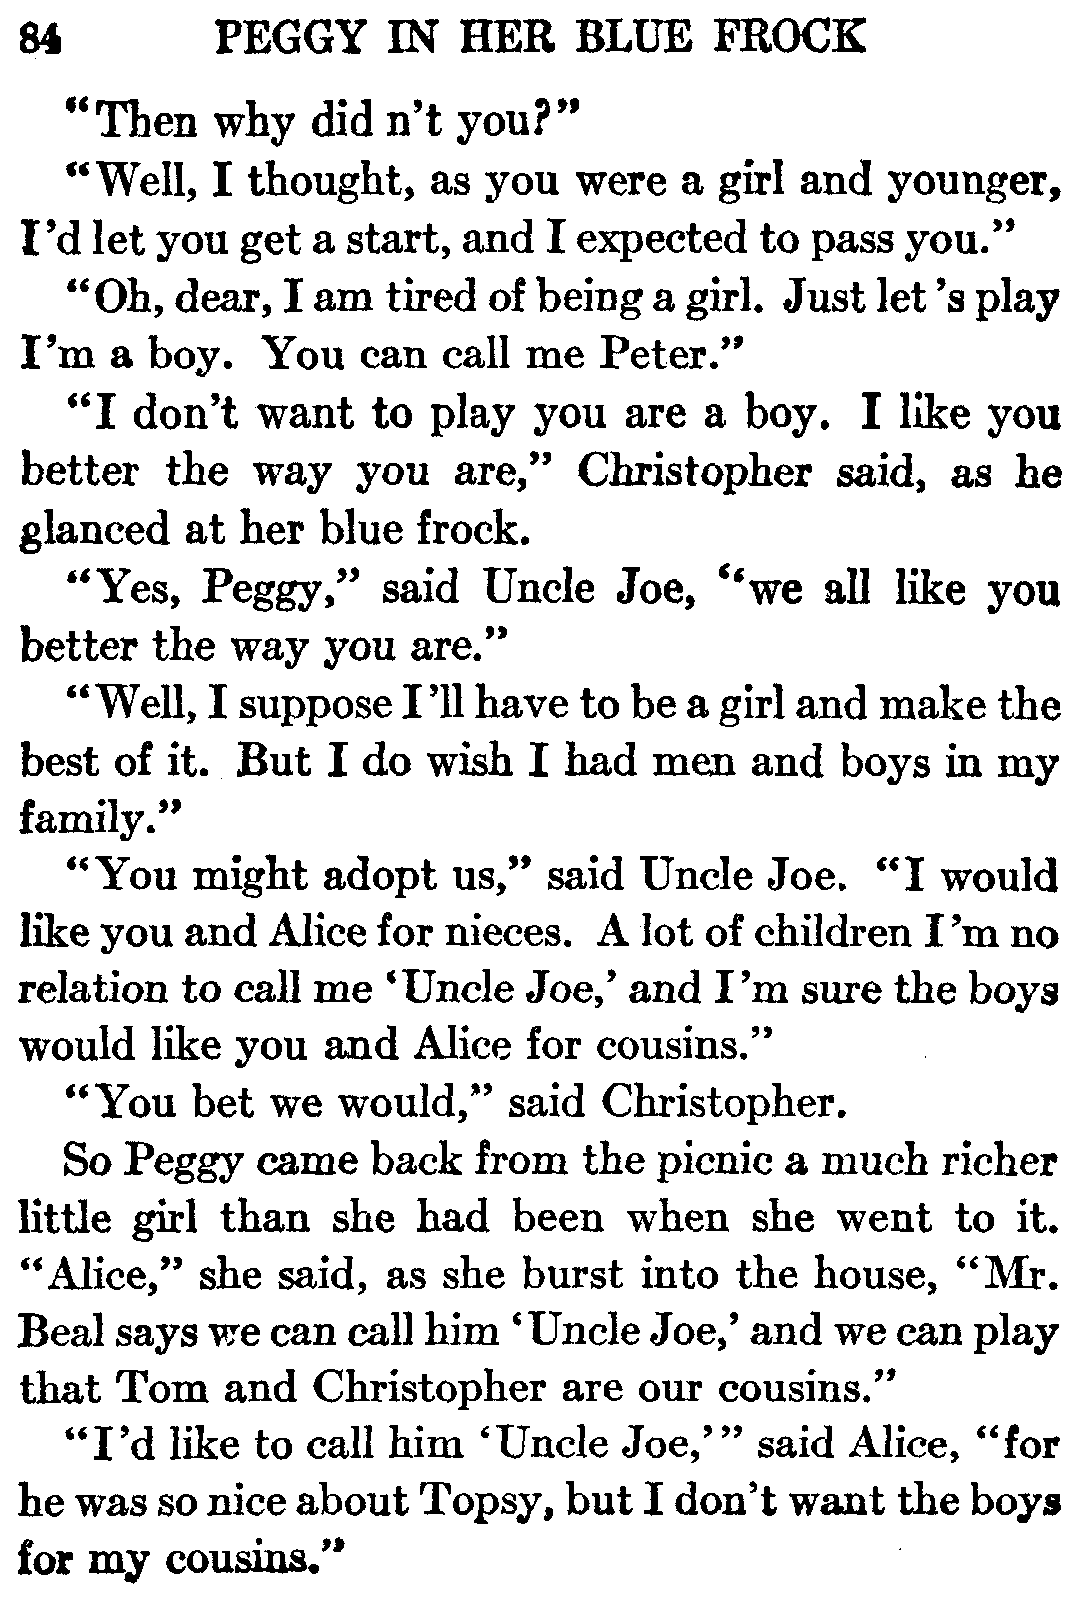 84 PEGGY IN HER BLUE FROCK
"Then why did n't you?"
"Well, I thought, as you were a girl and younger,
I'd let you get a start, and I expected to pass you."
"Oh, dear, I am tired of being a girl. Just let's play
I'm a boy. You can call me Peter."
"I don't want to play you are a boy. I like you
better the way you are," Christopher said, as he
glanced at her blue frock.
"Yes, Peggy," said Uncle Joe, "we all like you
better the way you are."
"Well, I suppose I'll have to be a girl and make the
best of it. But I do wish I had men and boys in my
family."
"You might adopt us," said Uncle Joe. "I would
like you and Alice for nieces. A lot of children I'm no
relation to call me 'Uncle Joe,' and I'm sure the boys
would like you and Alice for cousins."
"You bet we would," said Christopher.
So Peggy came back from the picnic a much richer
little girl than she had been when she went to it.
"Alice," she said, as she burst into the house, "Mr.
Beal says we can call him 'Uncle Joe,' and we can play
that Tom and Christopher are our cousins."
"I'd like to call him 'Uncle Joe,'" said Alice, "for
he was so nice about Topsy, but I don't want the boys
for my cousins."